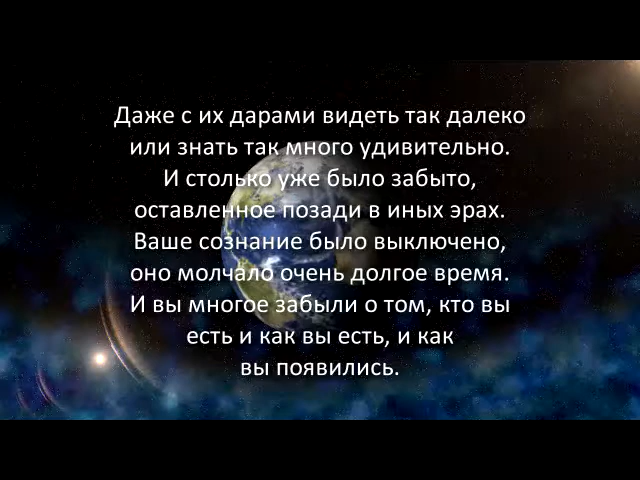 Даже с их дарами видеть так далеко
или знать так много удивительно.
И столько уже было забыто,
оставленное позади в иных эрах.
Ваше сознание было выключено,
оно молчало очень долгое время.
И вы многое забыли о том, кто вы
есть и как вы есть, и как
вы появились.